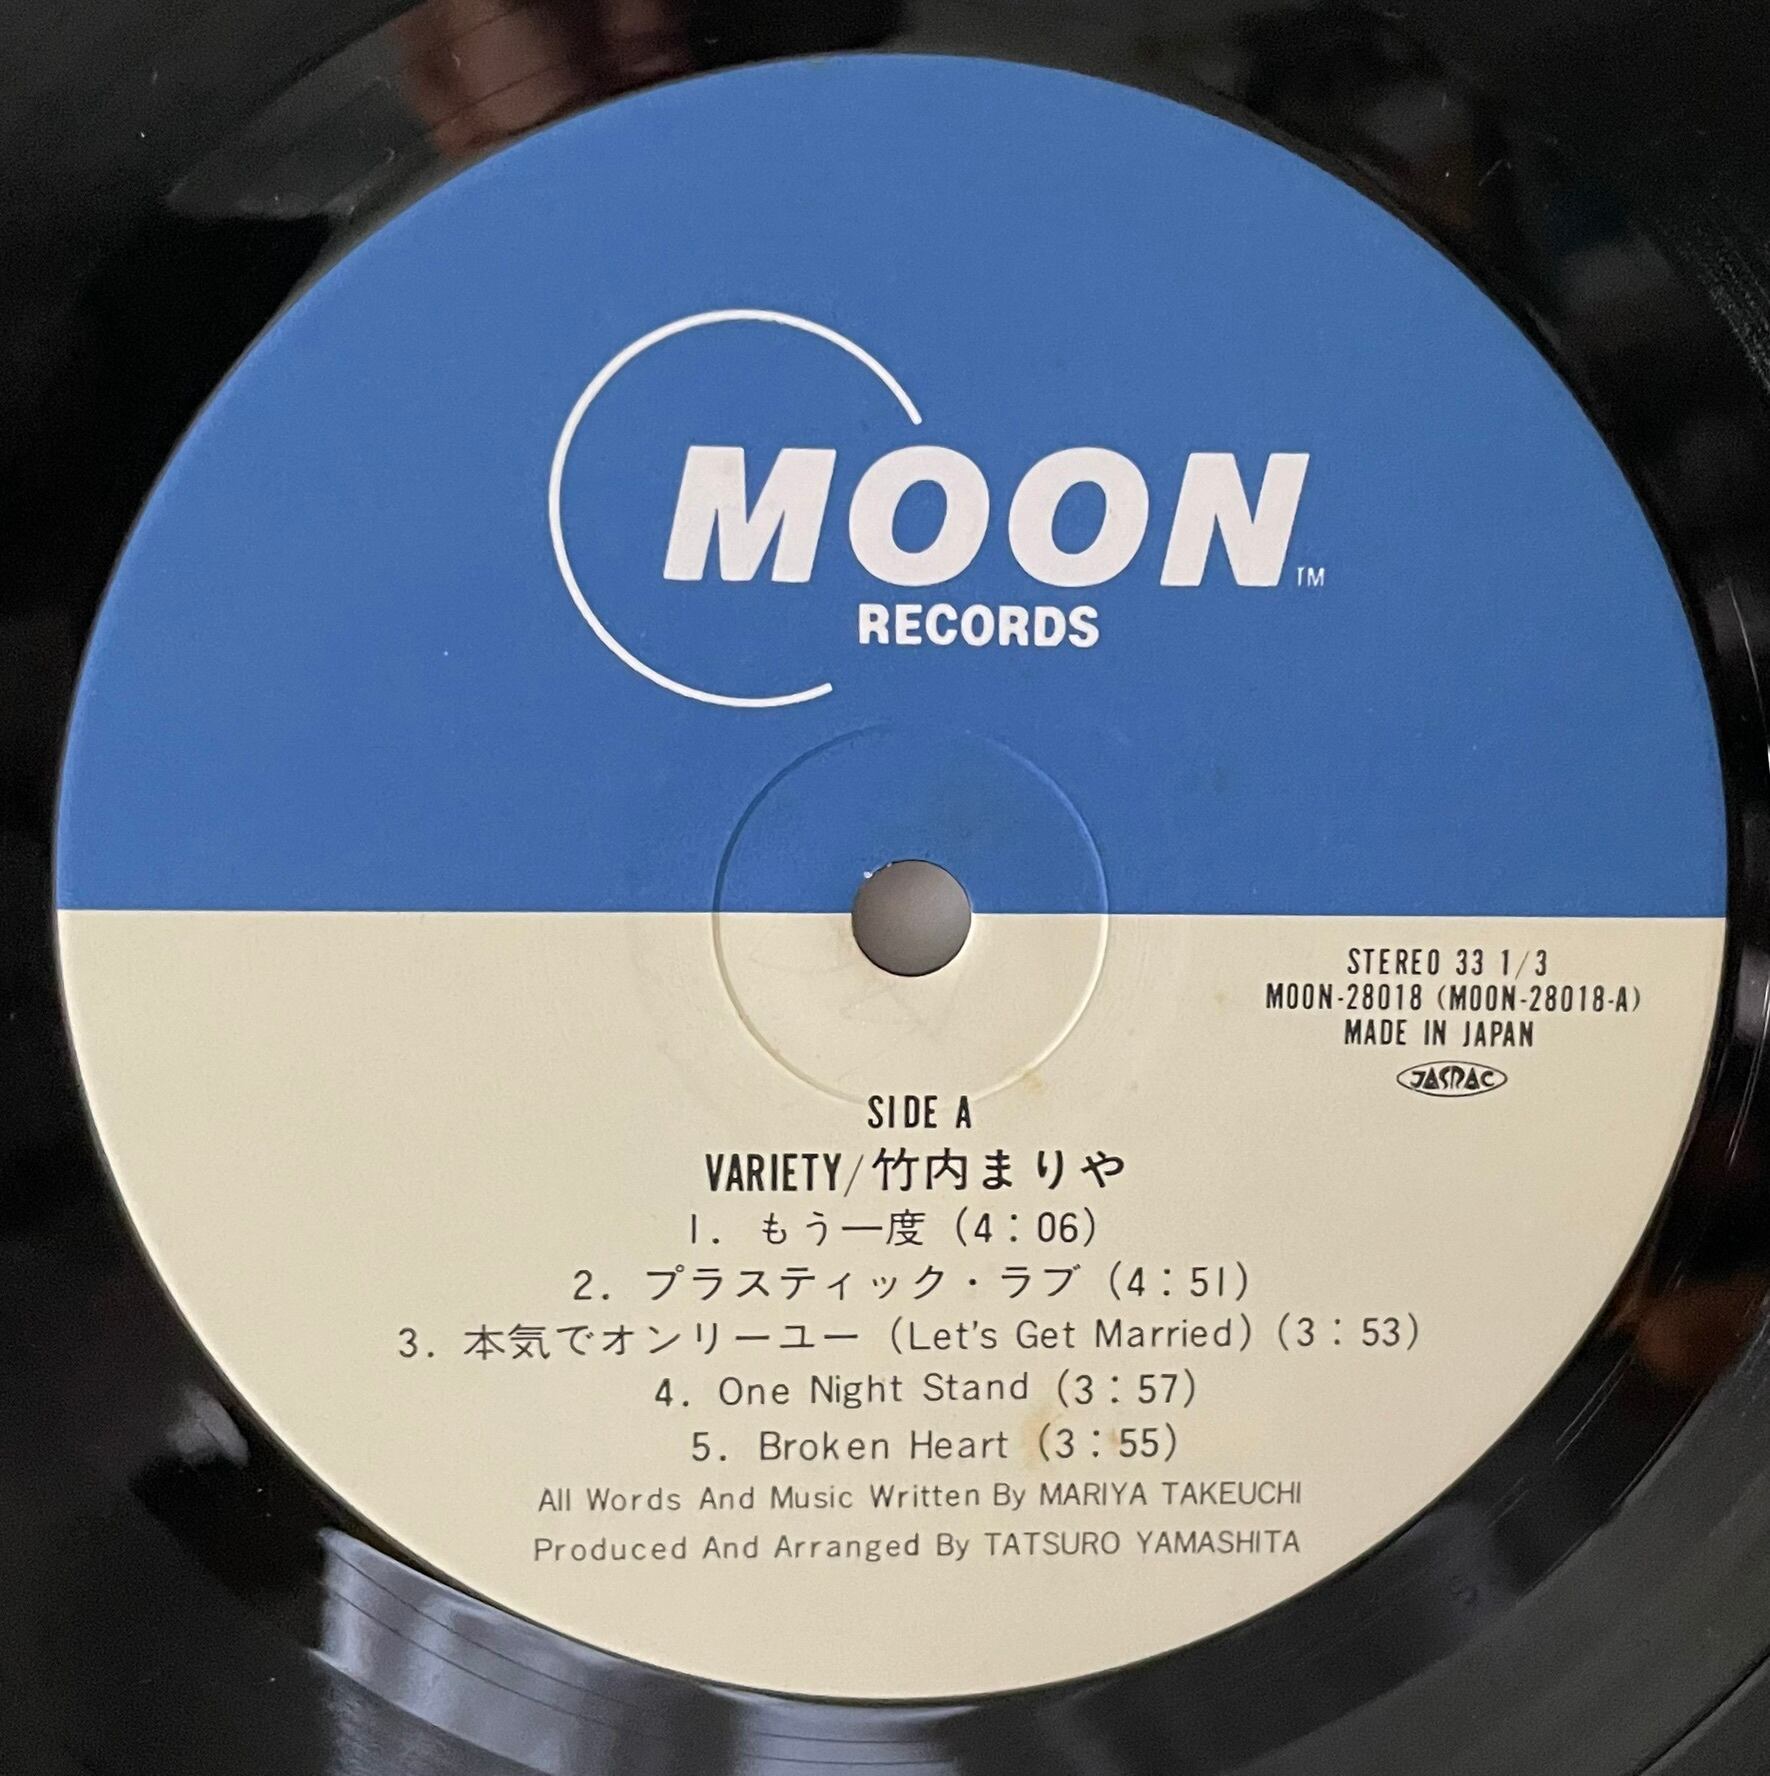 MOON™
RECORDS
STEREO 33 1/3
MOON-28018 (MOON-28018-A)
MADE IN JAPAN
JASRAC
SIDE A
VARIETY/竹内まりや
1. もう一度 (4:06)
2. プラスティック・ラブ (4:51)
3. 本気でオンリーユー (Let's Get Married) (3:53)
4. One Night Stand (3:57)
5. Broken Heart (3:55)
All Words And Music Written By MARIYA TAKEUCHI
Produced And Arranged By TATSURO YAMASHITA